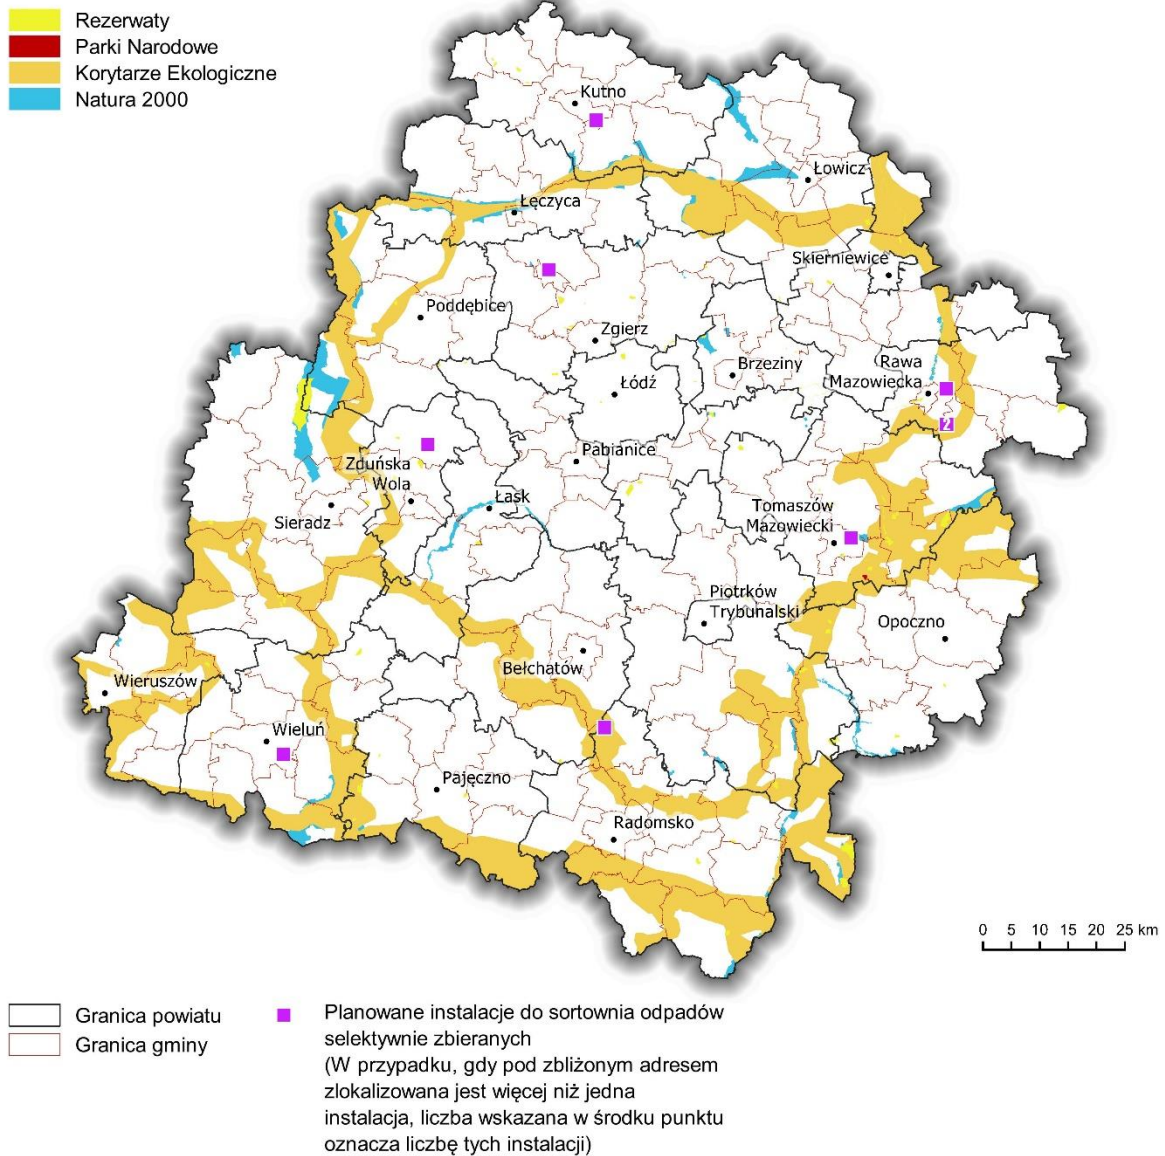 Rezerwaty
Parki Narodowe
Korytarze Ekologiczne
Natura 2000
Kutno
Łowicz
Łęczyca
Skierniewice
Poddębice
Zgierz
Rawa
Mazowiecka
Brzeziny
Łódź
2
Pabianice
Zduńska
Wola
Łask
Sieradz
Tomaszów
Mazowiecki
Piotrków
Trybunalski
Opoczno
Bełchatów
Wieruszów
Wieluń
Pajęczno
Radomsko
0 5 10 15 20 25 km
Granica powiatu
Granica gminy
Planowane instalacje do sortownia odpadów
selektywnie zbieranych
(W przypadku, gdy pod zbliżonym adresem
zlokalizowana jest więcej niż jedna
instalacja, liczba wskazana w środku punktu
oznacza liczbę tych instalacji)